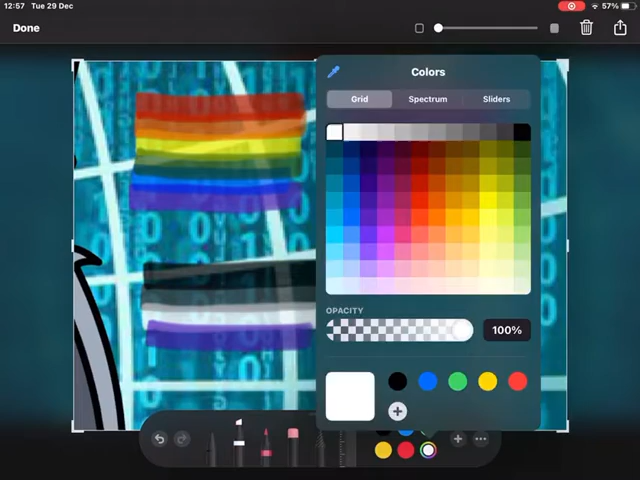 12:57 Tue 29 Dec
57%
Done
Colors
Grid Spectrum Sliders
OPACITY
100%